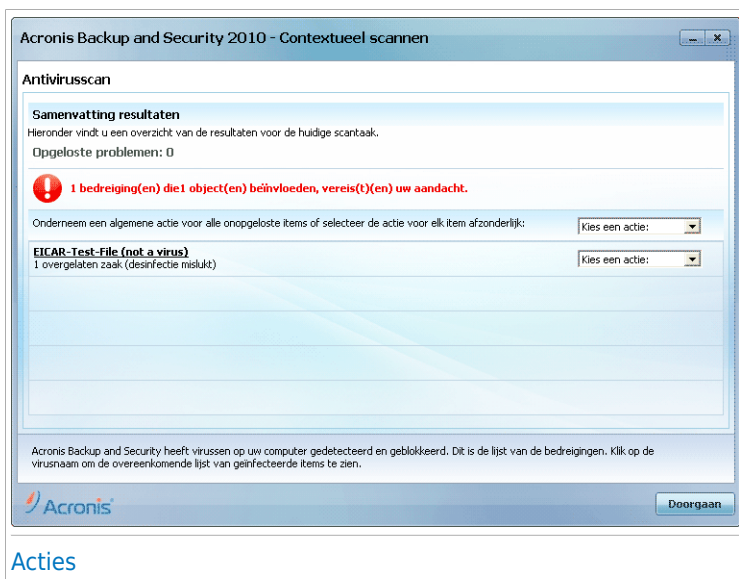 Acronis Backup and Security 2010 - Contextueel scannen
Antivirusscan
Samenvatting resultaten
Hieronder vindt u een overzicht van de resultaten voor de huidige scantaak.
Opgeloste problemen: 0
1 bedreiging(en) die1 object(en) beïnvloeden, vereis(t)(en) uw aandacht.
Onderneem een algemene actie voor alle onopgeloste items of selecteer de actie voor elk item afzonderlijk:
Kies een actie:
EICAR-Test-File (not a virus)
Kies een actie:
1 overgelaten zaak (desinfectie mislukt)
Acronis Backup and Security heeft virussen op uw computer gedetecteerd en geblokkeerd. Dit is de lijst van de bedreigingen. Klik op de
virusnaam om de overeenkomende lijst van geïnfecteerde items te zien.
Acronis
Doorgaan
Acties